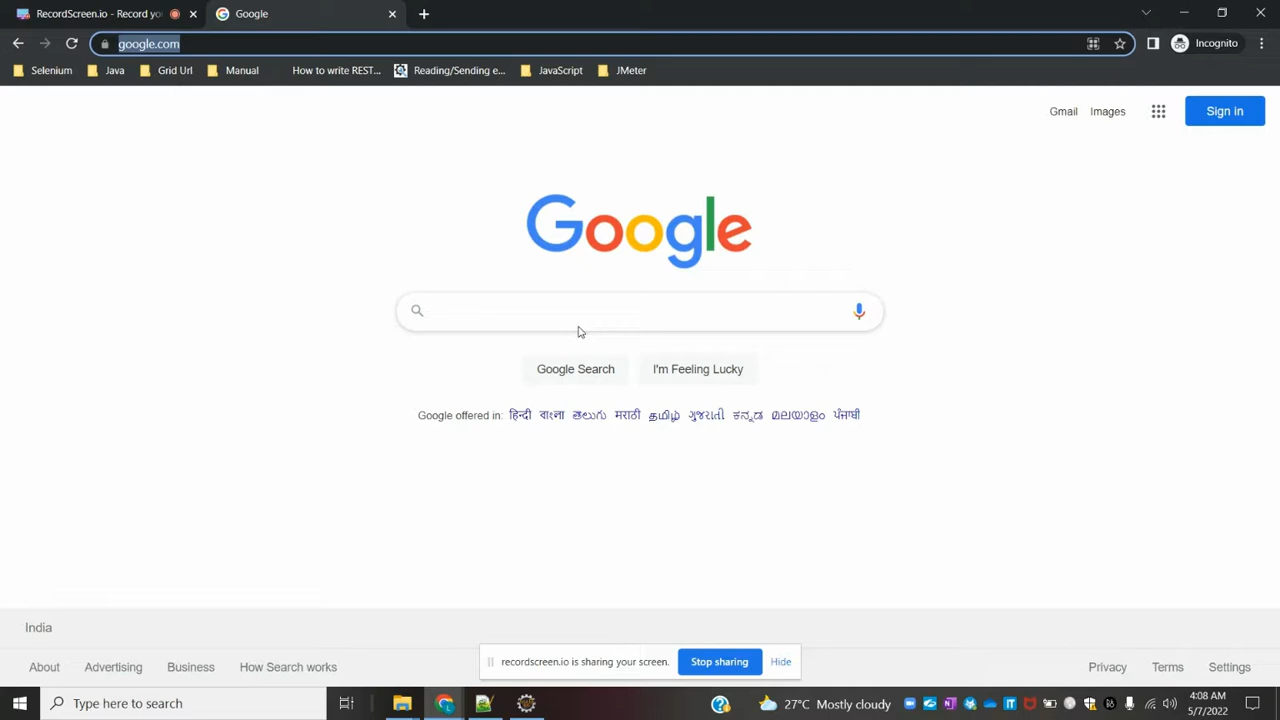 RecordScreen.io - Record yo
Google
google.com
Incognito
Selenium
Java
Grid Url
Manual
How to write REST...
Reading/Sending e...
JavaScript
JMeter
Gmail
Images
Sign in
Google
Google Search
I'm Feeling Lucky
Google offered in: हिन्दी বাংলা తెలుగు मराठी தமிழ் ગુજરાતી ಕನ್ನಡ മലയാളം ਪੰਜਾਬੀ
India
recordscreen.io is sharing your screen.
Stop sharing
Hide
About
Advertising
Business
How Search works
Privacy
Terms
Settings
Type here to search
27°C Mostly cloudy
4:08 AM
5/7/2022